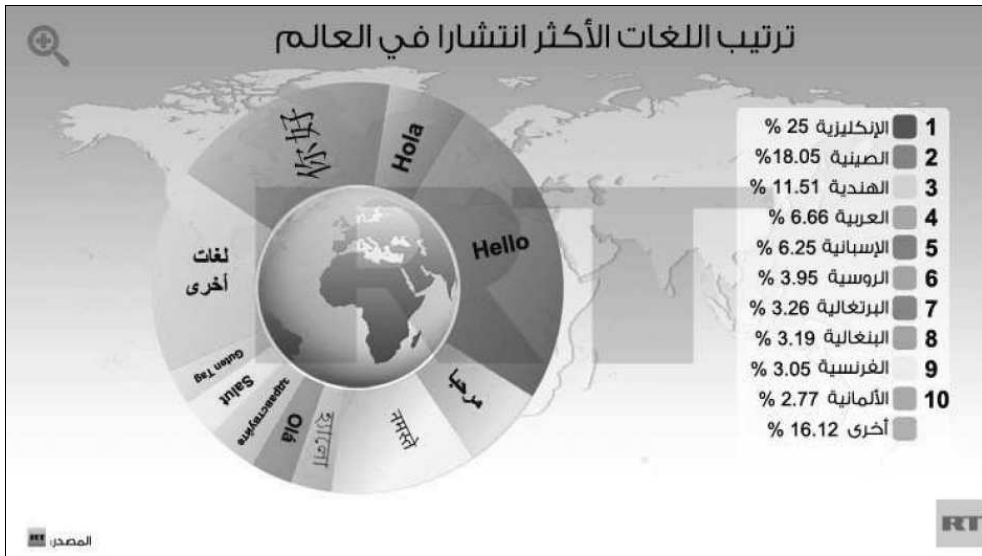 ترتيب اللغات الأكثر انتشارا في العالم
1 الإنكليزية 25 %
2 الصينية 18.05%
3 الهندية 11.51 %
4 العربية 6.66 %
5 الإسبانية 6.25 %
6 الروسية 3.95 %
7 البرتغالية 3.26 %
8 البنغالية 3.19 %
9 الفرنسية 3.05 %
10 الألمانية 2.77 %
أخرى 16.12 %
你好
Hola
Hello
مرحبا
नमस्ते
Olá
здравствуйте
Salut
Guten Tag
لغات
أخرى
RT
المصدر: RT
RT